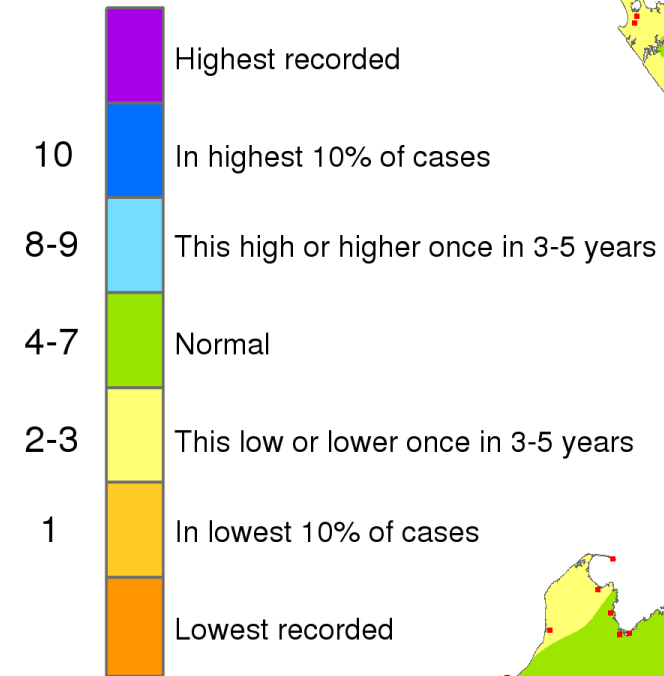 Highest recorded
10 In highest 10% of cases
8-9 This high or higher once in 3-5 years
4-7 Normal
2-3 This low or lower once in 3-5 years
1 In lowest 10% of cases
Lowest recorded